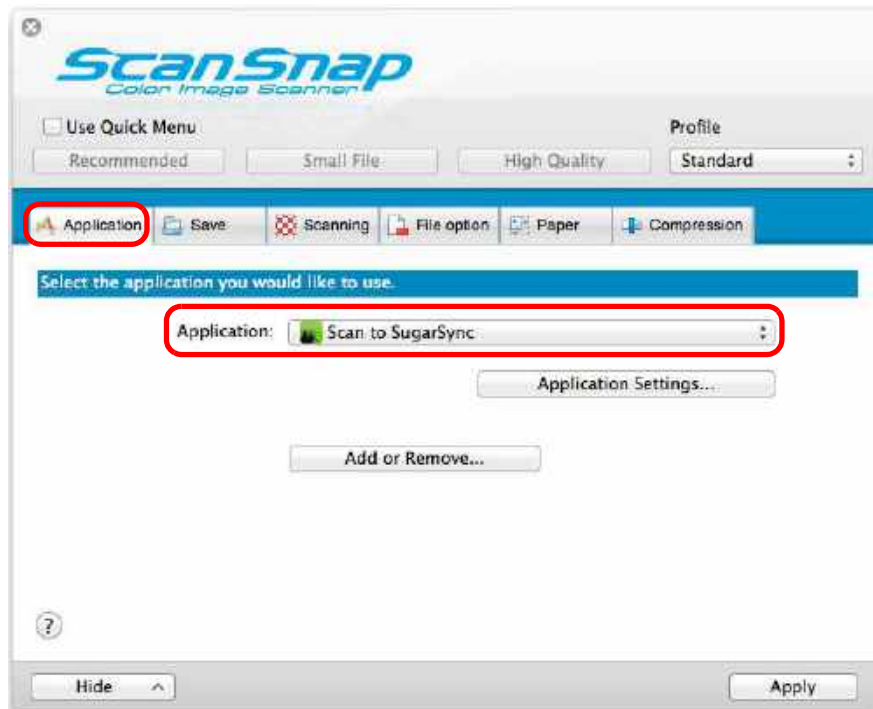 ScanSnap
Color Image Scanner
Use Quick Menu
Profile
Recommended Small File High Quality Standard
Application Save Scanning File option Paper Compression
Select the application you would like to use.
Application: Scan to SugarSync
Application Settings...
Add or Remove...
?
Hide Apply